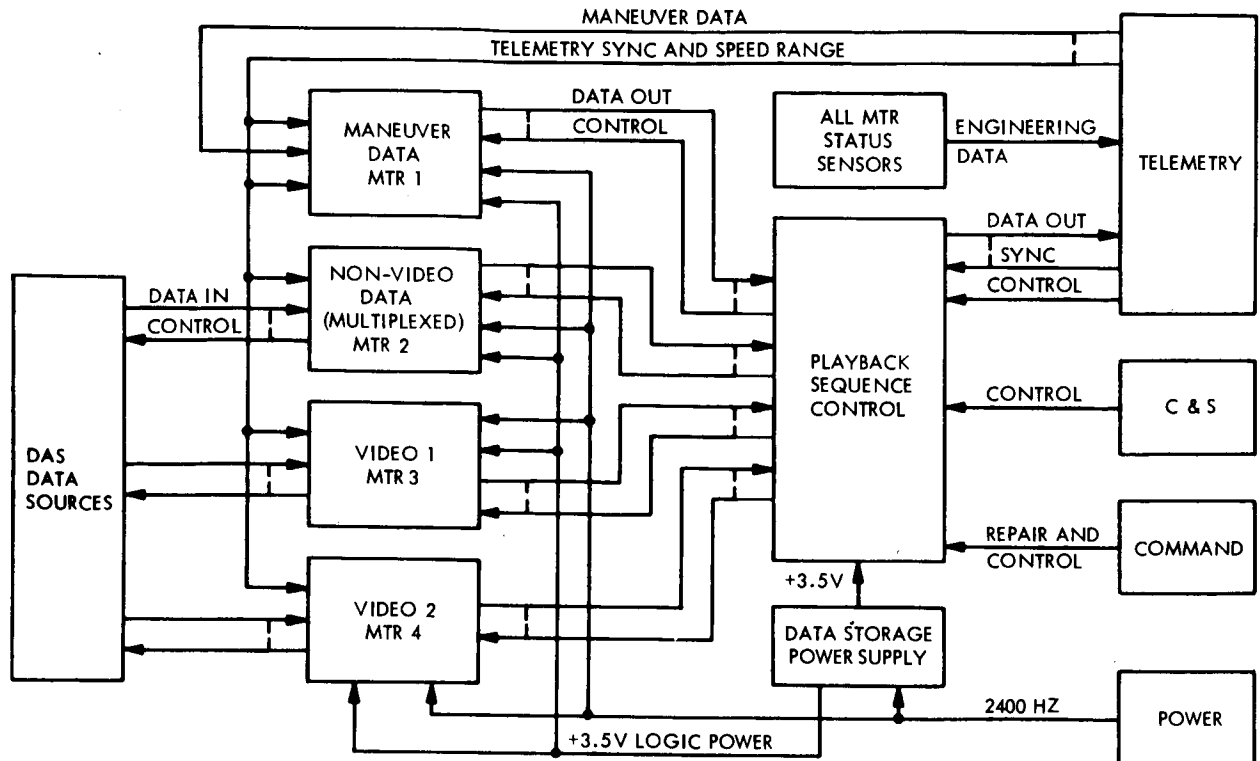 MANEUVER DATA
TELEMETRY SYNC AND SPEED RANGE
MANEUVER
DATA
MTR 1
DATA OUT
CONTROL
ALL MTR
STATUS
SENSORS
ENGINEERING
DATA
TELEMETRY
DATA OUT
SYNC
CONTROL
DAS
DATA
SOURCES
DATA IN
CONTROL
NON-VIDEO
DATA
(MULTIPLEXED)
MTR 2
PLAYBACK
SEQUENCE
CONTROL
CONTROL
C & S
VIDEO 1
MTR 3
REPAIR AND
CONTROL
COMMAND
VIDEO 2
MTR 4
+3.5V
DATA STORAGE
POWER SUPPLY
2400 HZ
POWER
+3.5V LOGIC POWER